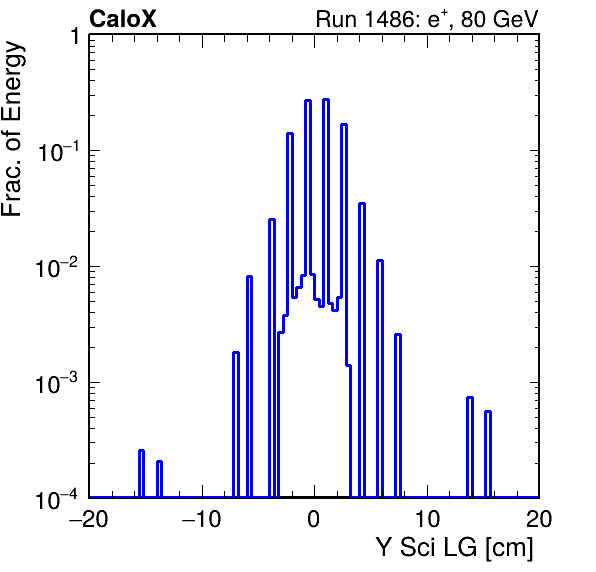 CaloX Run 1486: e⁺, 80 GeV
Frac. of Energy
1
10⁻¹
10⁻²
10⁻³
10⁻⁴
−20 −10 0 10 20
Y Sci LG [cm]